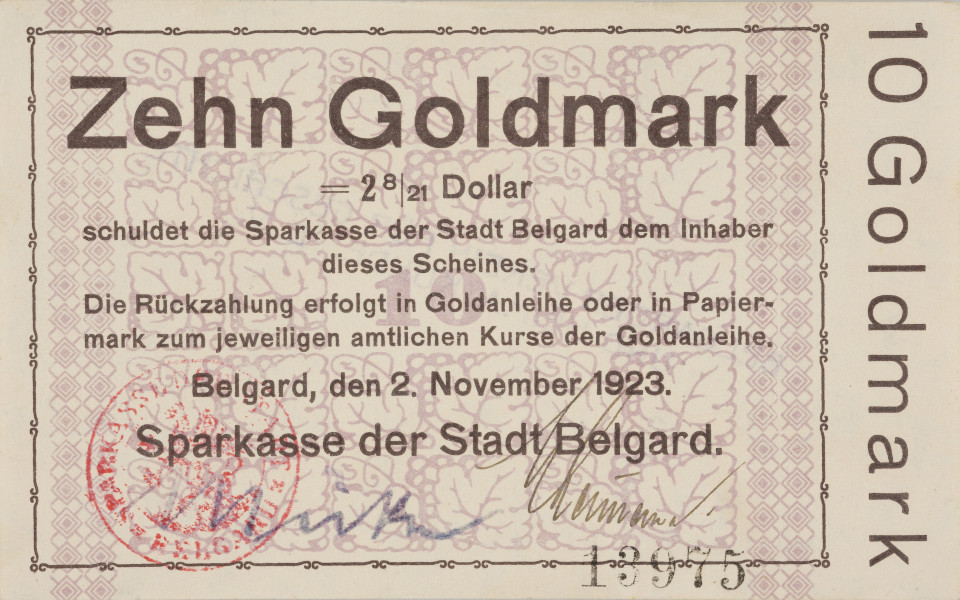 Zehn Goldmark
= 2 8/21 Dollar
schuldet die Sparkasse der Stadt Belgard dem Inhaber
dieses Scheines.
Die Rückzahlung erfolgt in Goldanleihe oder in Papier-
mark zum jeweiligen amtlichen Kurse der Goldanleihe.
10
Belgard, den 2. November 1923.
Sparkasse der Stadt Belgard.
BELGARD
13975
10 Goldmark